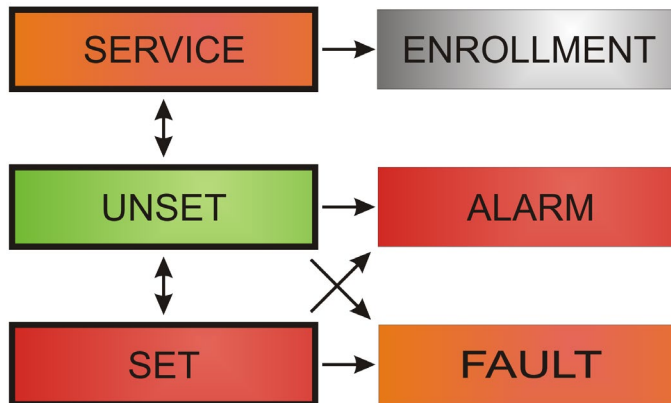 SERVICE
ENROLLMENT
UNSET
ALARM
SET
FAULT